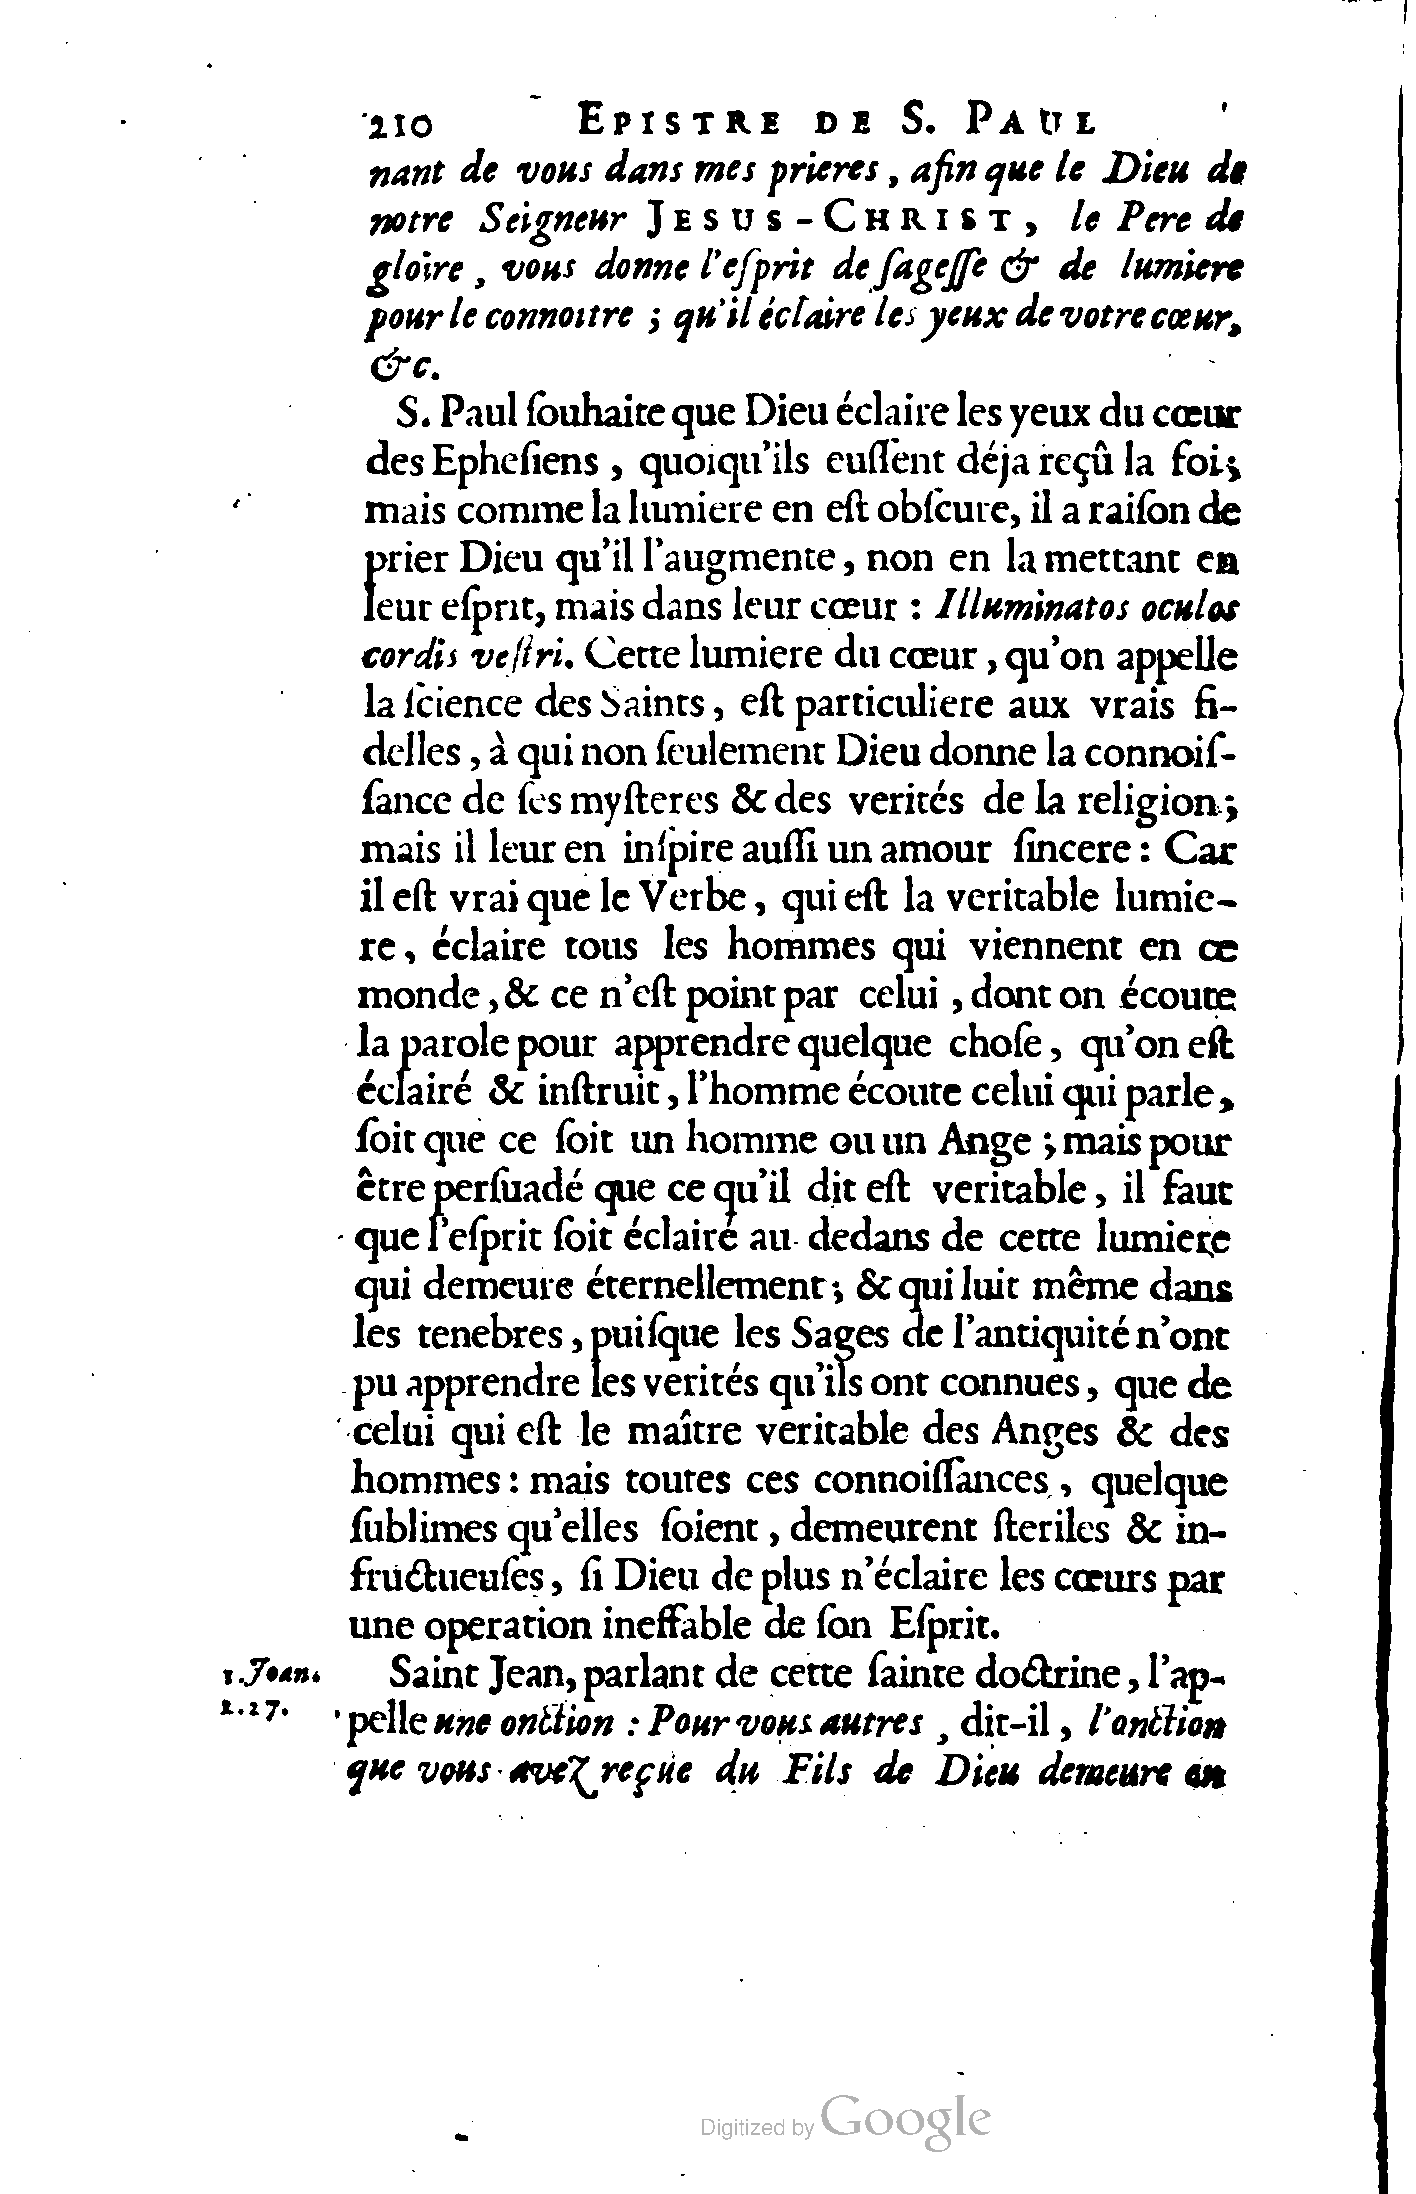 210 EPISTRE DE S. PAUL
nant de vous dans mes prieres, afin que le Dieu de
notre Seigneur JESUS-CHRIST, le Pere de
gloire, vous donne l'eſprit de ſageſſe & de lumiere
pour le connoitre ; qu'il éclaire les yeux de votre cœur,
&c.
S. Paul ſouhaite que Dieu éclaire les yeux du cœur
des Epheſiens, quoiqu'ils euſſent déja reçû la foi;
mais comme la lumiere en eſt obſcure, il a raiſon de
prier Dieu qu'il l'augmente, non en la mettant en
leur eſprit, mais dans leur cœur : Illuminatos oculos
cordis veſtri. Cette lumiere du cœur, qu'on appelle
la ſcience des Saints, eſt particuliere aux vrais fi-
delles, à qui non ſeulement Dieu donne la connoiſ-
ſance de ſes myſteres & des verités de la religion;
mais il leur en inſpire auſſi un amour ſincere : Car
il eſt vrai que le Verbe, qui eſt la veritable lumie-
re, éclaire tous les hommes qui viennent en ce
monde, & ce n'eſt point par celui, dont on écoute
la parole pour apprendre quelque choſe, qu'on eſt
éclairé & inſtruit, l'homme écoute celui qui parle,
ſoit que ce ſoit un homme ou un Ange ; mais pour
être perſuadé que ce qu'il dit eſt veritable, il faut
que l'eſprit ſoit éclairé au dedans de cette lumiere
qui demeure éternellement; & qui luit même dans
les tenebres, puiſque les Sages de l'antiquité n'ont
pu apprendre les verités qu'ils ont connues, que de
celui qui eſt le maître veritable des Anges & des
hommes : mais toutes ces connoiſſances, quelque
ſublimes qu'elles ſoient, demeurent ſteriles & in-
fructueuſes, ſi Dieu de plus n'éclaire les cœurs par
une operation ineffable de ſon Eſprit.
1. Joan. Saint Jean, parlant de cette ſainte doctrine, l'ap-
2. 27. pelle une onction : Pour vous autres, dit-il, l'onction
que vous avez reçue du Fils de Dieu demeure en
Digitized by Google